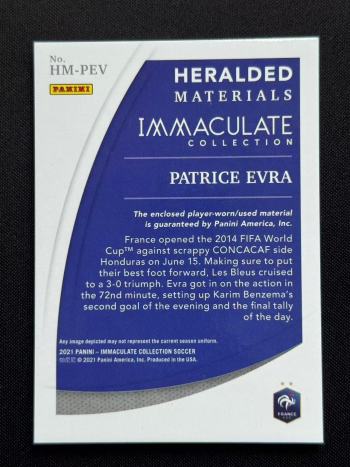 No.
HM-PEV
PANINI
HERALDED
MATERIALS
IMMACULATE
COLLECTION
PATRICE EVRA
The enclosed player-worn/used material
is guaranteed by Panini America, Inc.
France opened the 2014 FIFA World
Cup™ against scrappy CONCACAF side
Honduras on June 15. Making sure to put
their best foot forward, Les Bleus cruised
to a 3-0 triumph. Evra got in on the action in
the 72nd minute, setting up Karim Benzema's
second goal of the evening and the final tally
of the day.
Any image depicted may not represent the current season uniform.
2021 PANINI – IMMACULATE COLLECTION SOCCER
© 2021 Panini America, Inc. Produced in the USA.
FRANCE